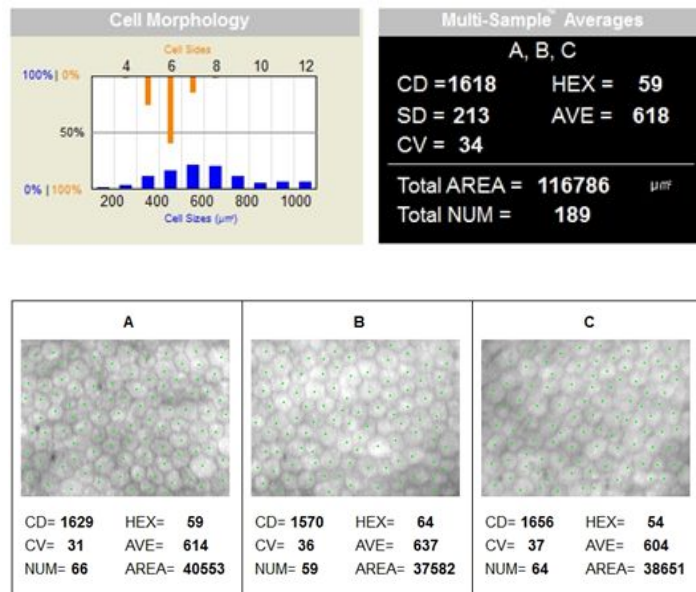 Cell Morphology
Cell Sides
4 6 8 10 12
100% | 0%
50%
0% | 100%
200 400 600 800 1000
Cell Sizes (µm²)
Multi-Sample™ Averages
A, B, C
CD =1618 HEX = 59
SD = 213 AVE = 618
CV = 34
Total AREA = 116786 µm²
Total NUM = 189
A
CD= 1629 HEX= 59
CV= 31 AVE= 614
NUM= 66 AREA= 40553
B
CD= 1570 HEX= 64
CV= 36 AVE= 637
NUM= 59 AREA= 37582
C
CD= 1656 HEX= 54
CV= 37 AVE= 604
NUM= 64 AREA= 38651